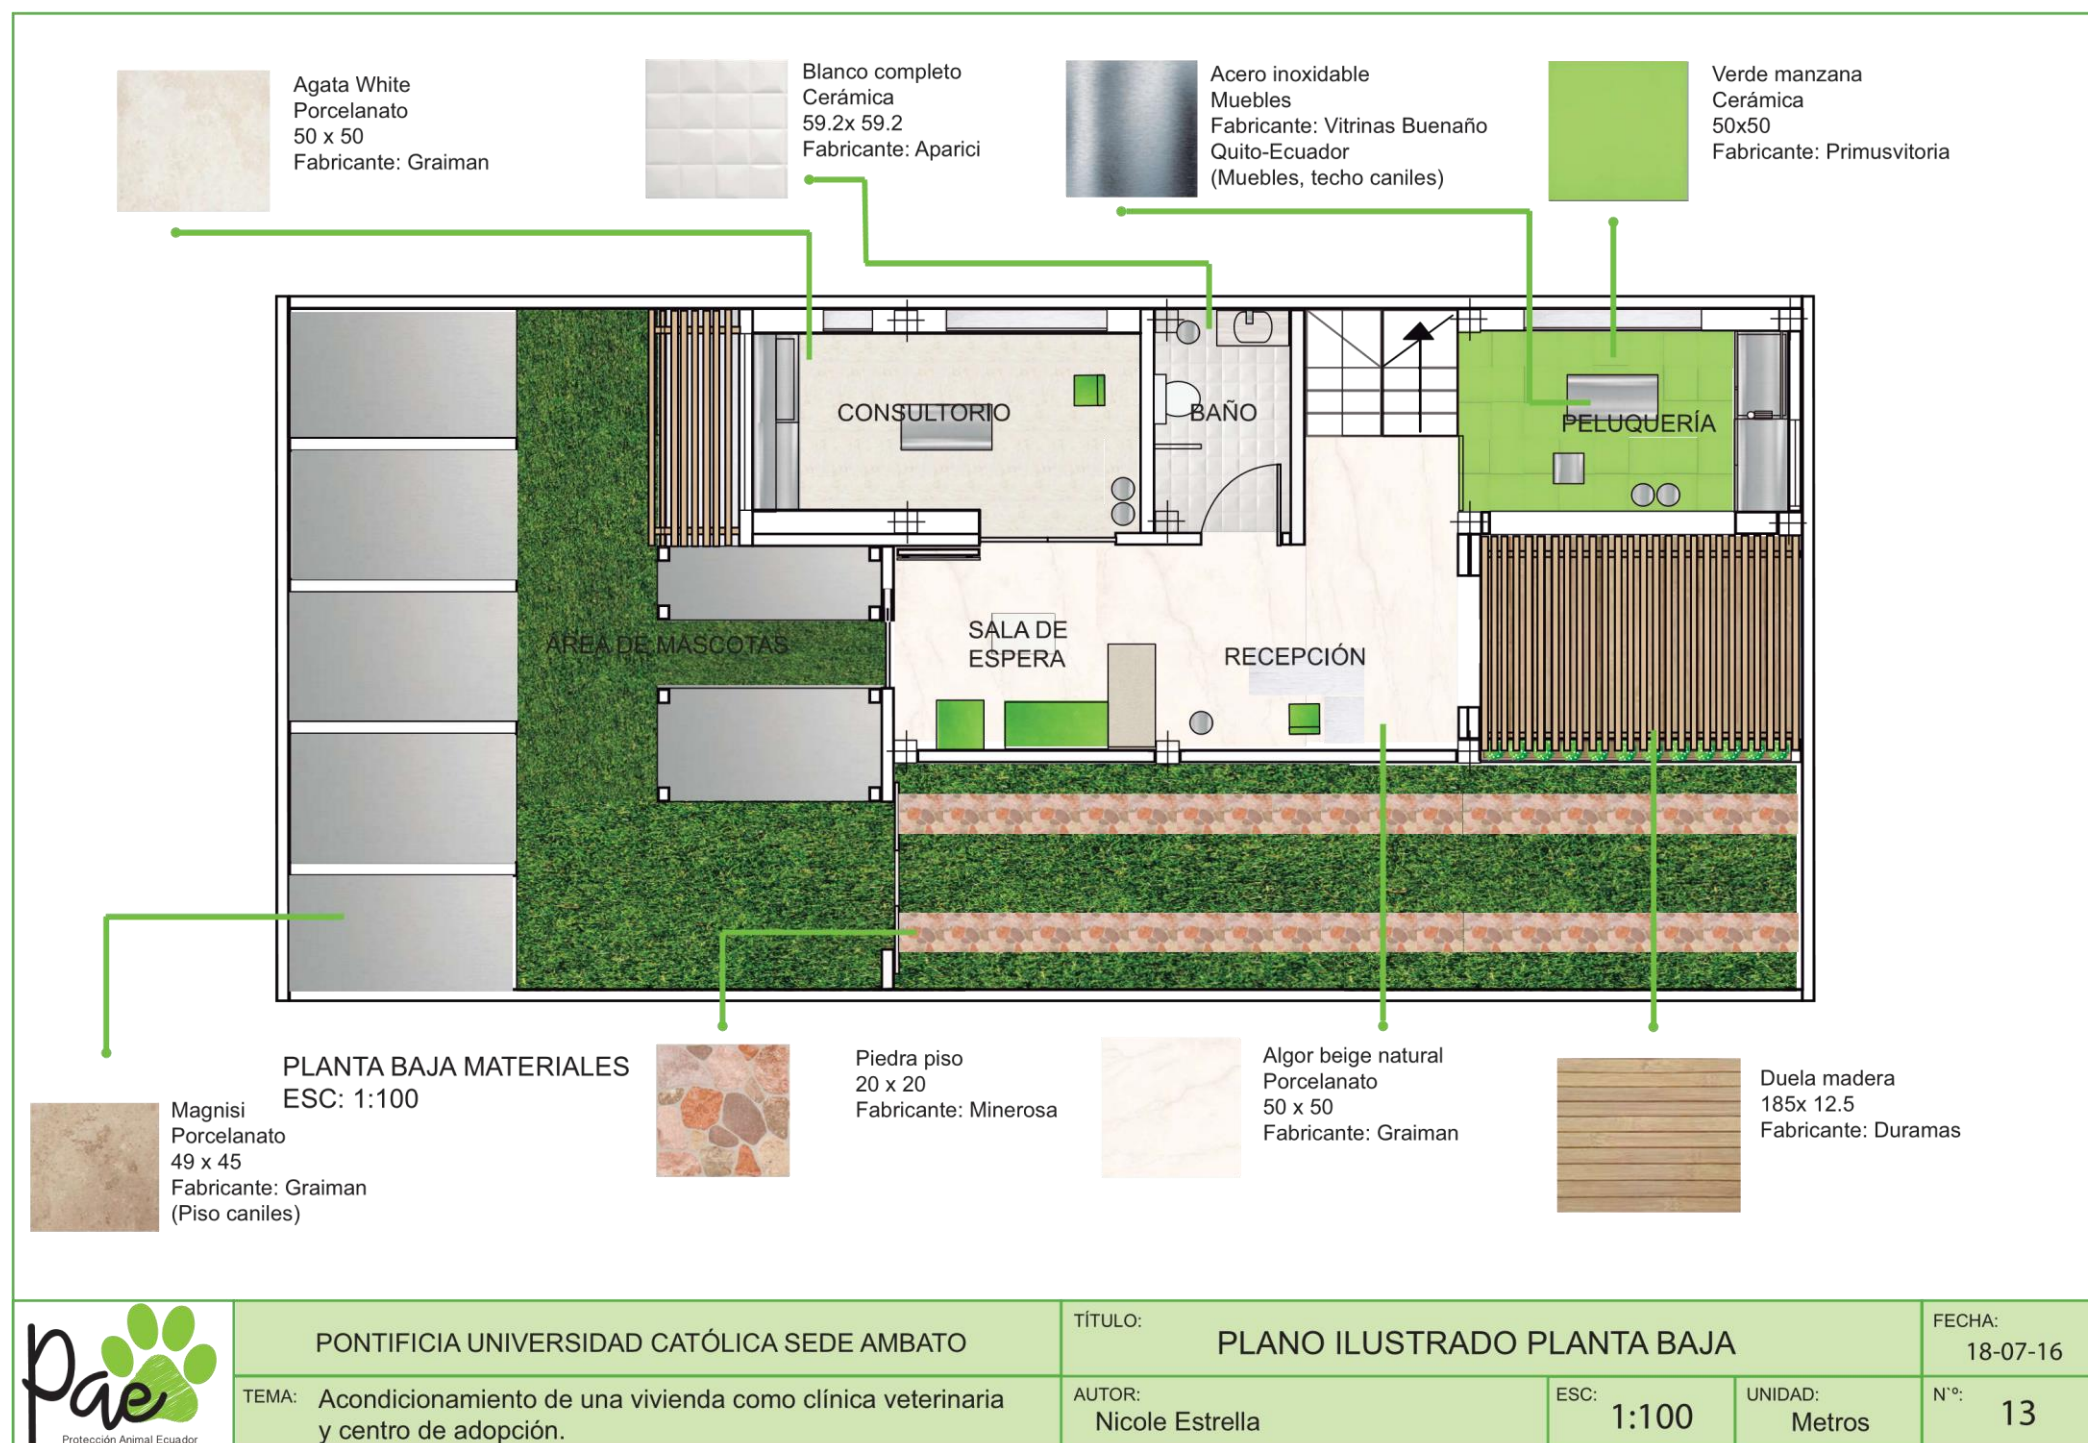 Agata White
Porcelanato
50 x 50
Fabricante: Graiman
Blanco completo
Cerámica
59.2x 59.2
Fabricante: Aparici
Acero inoxidable
Muebles
Fabricante: Vitrinas Buenaño
Quito-Ecuador
(Muebles, techo caniles)
Verde manzana
Cerámica
50x50
Fabricante: Primusvitoria
CONSULTORIO
BAÑO
PELUQUERÍA
ÁREA DE MASCOTAS
SALA DE
ESPERA
RECEPCIÓN
PLANTA BAJA MATERIALES
ESC: 1:100
Magnisi
Porcelanato
49 x 45
Fabricante: Graiman
(Piso caniles)
Piedra piso
20 x 20
Fabricante: Minerosa
Algor beige natural
Porcelanato
50 x 50
Fabricante: Graiman
Duela madera
185x 12.5
Fabricante: Duramas
pae
Protección Animal Ecuador
PONTIFICIA UNIVERSIDAD CATÓLICA SEDE AMBATO
TEMA: Acondicionamiento de una vivienda como clínica veterinaria
y centro de adopción.
TÍTULO:
PLANO ILUSTRADO PLANTA BAJA
FECHA:
18-07-16
AUTOR:
Nicole Estrella
ESC:
1:100
UNIDAD:
Metros
N`º:
13